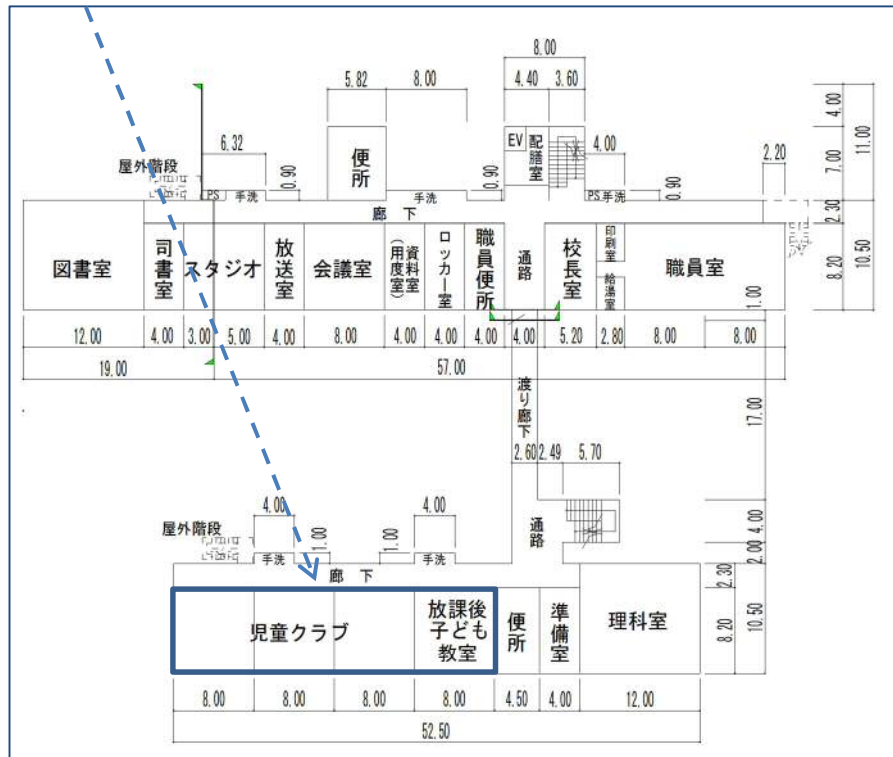 8.00
5.82
8.00
4.40
3.60
4.00
11.00
6.32
便所
EV
配膳室
4.00
7.00
2.20
屋外階段
0.90
0.90
0.90
PS
手洗
手洗
PS
手洗
廊 下
2.30
図書室
司書室
スタジオ
放送室
会議室
資料室
(用度室)
ロッカー室
職員便所
通路
校長室
印刷室
給湯室
職員室
8.20
10.50
1.00
12.00
4.00
3.00
5.00
4.00
8.00
4.00
4.00
4.00
4.00
5.20
2.80
8.00
8.00
19.00
57.00
渡り廊下
17.00
2.60
2.49
5.70
4.00
4.00
屋外階段
1.00
1.00
通路
4.00
手洗
手洗
2.00
廊 下
2.30
児童クラブ
放課後
子ども
教室
便所
準備室
理科室
8.20
10.50
8.00
8.00
8.00
8.00
4.50
4.00
12.00
52.50